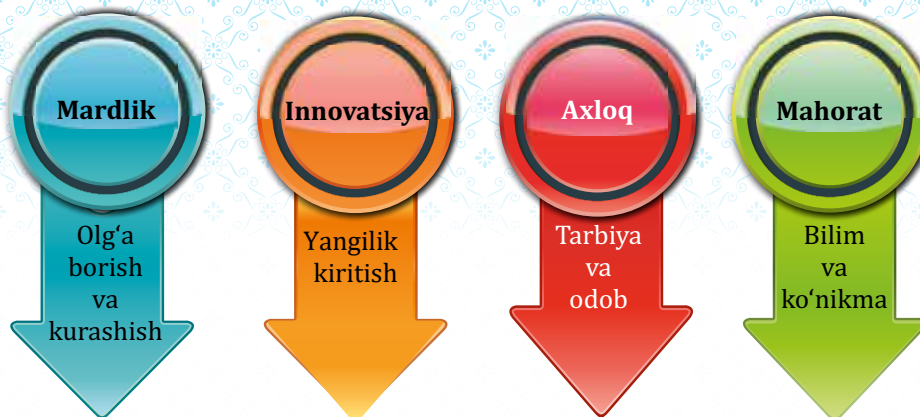 Mardlik
Olg‘a
borish
va
kurashish
Innovatsiya
Yangilik
kiritish
Axloq
Tarbiya
va
odob
Mahorat
Bilim
va
ko‘nikma